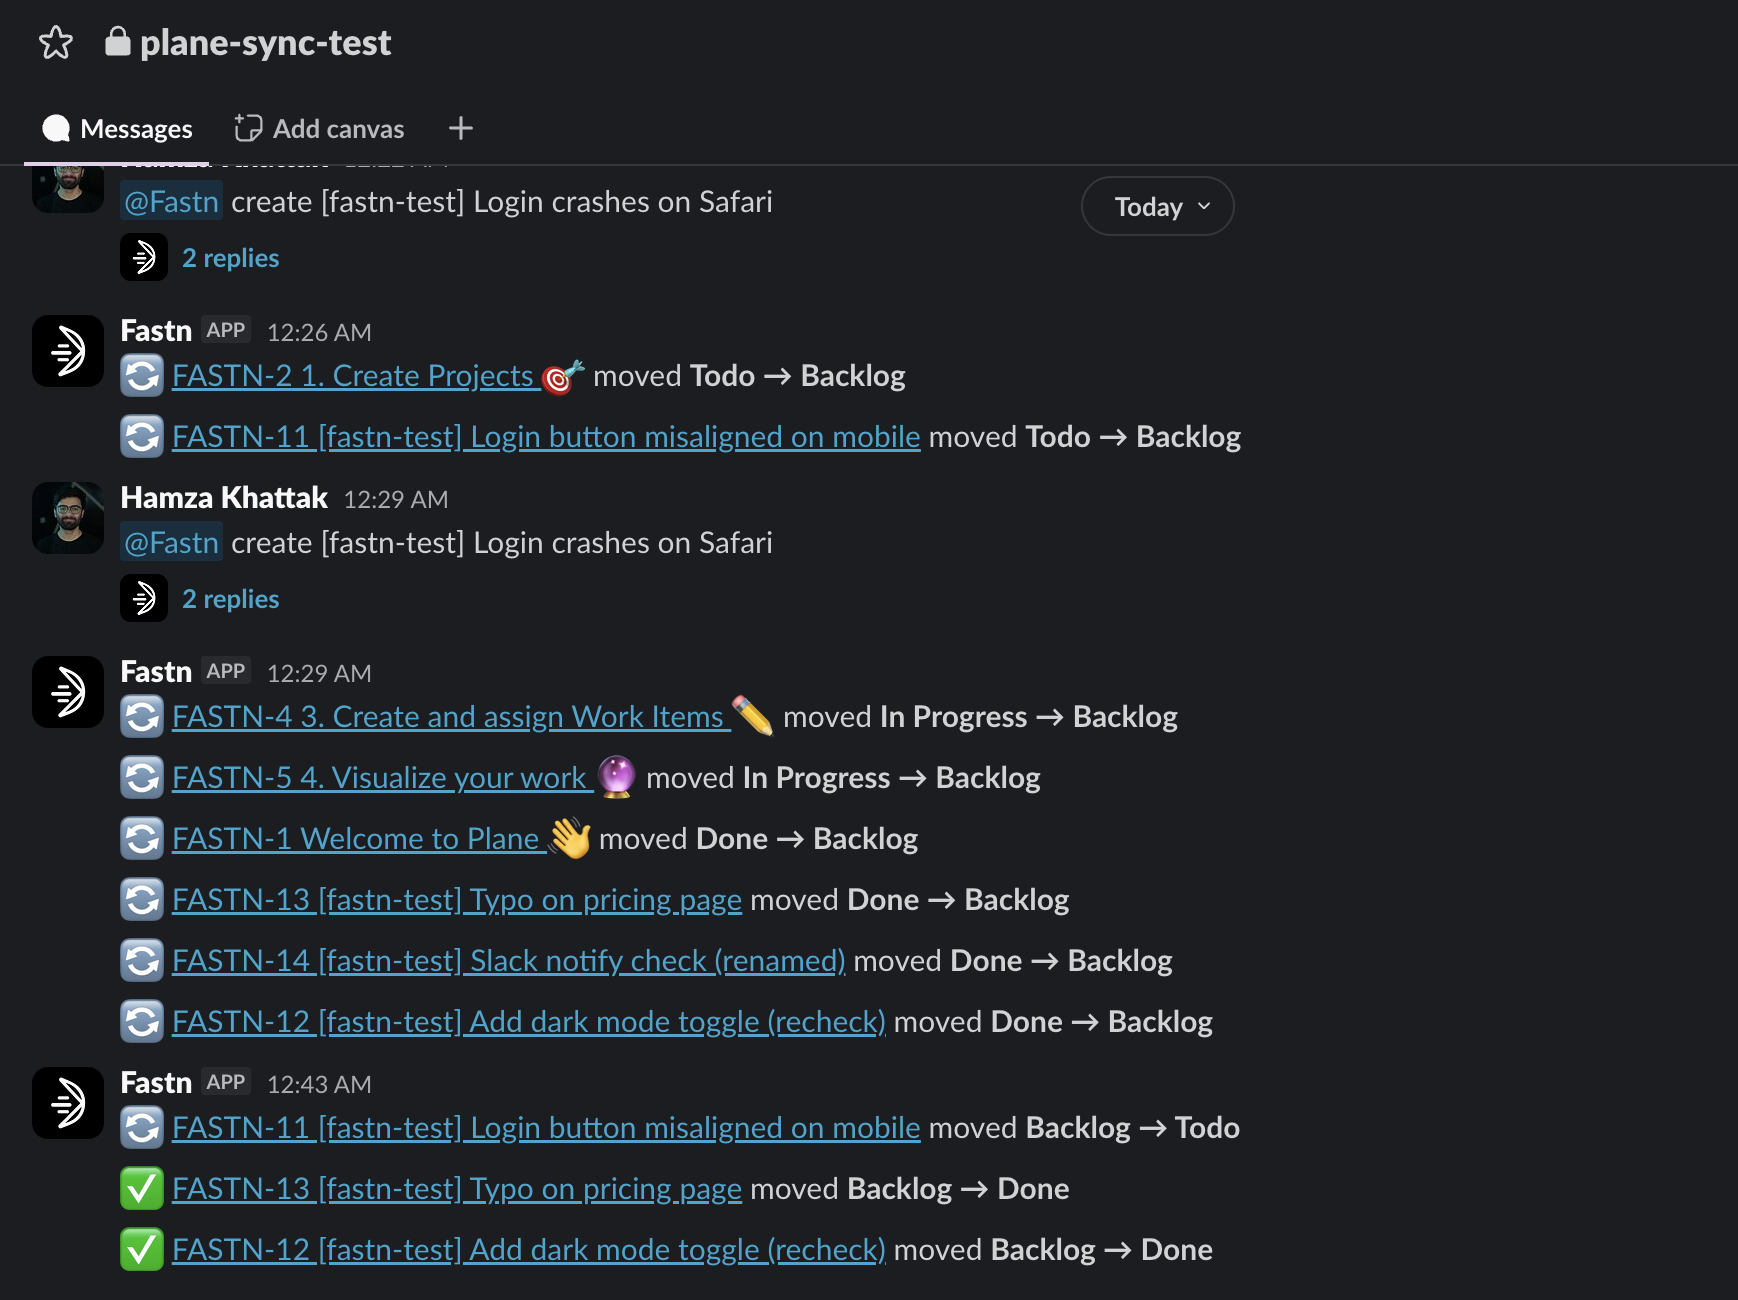 plane-sync-test
Messages
Add canvas
@Fastn create [fastn-test] Login crashes on Safari
Today
2 replies
Fastn APP 12:26 AM
FASTN-2 1. Create Projects 🎯 moved Todo → Backlog
FASTN-11 [fastn-test] Login button misaligned on mobile moved Todo → Backlog
Hamza Khattak 12:29 AM
@Fastn create [fastn-test] Login crashes on Safari
2 replies
Fastn APP 12:29 AM
FASTN-4 3. Create and assign Work Items ✏️ moved In Progress → Backlog
FASTN-5 4. Visualize your work 🔮 moved In Progress → Backlog
FASTN-1 Welcome to Plane 👋 moved Done → Backlog
FASTN-13 [fastn-test] Typo on pricing page moved Done → Backlog
FASTN-14 [fastn-test] Slack notify check (renamed) moved Done → Backlog
FASTN-12 [fastn-test] Add dark mode toggle (recheck) moved Done → Backlog
Fastn APP 12:43 AM
FASTN-11 [fastn-test] Login button misaligned on mobile moved Backlog → Todo
FASTN-13 [fastn-test] Typo on pricing page moved Backlog → Done
FASTN-12 [fastn-test] Add dark mode toggle (recheck) moved Backlog → Done